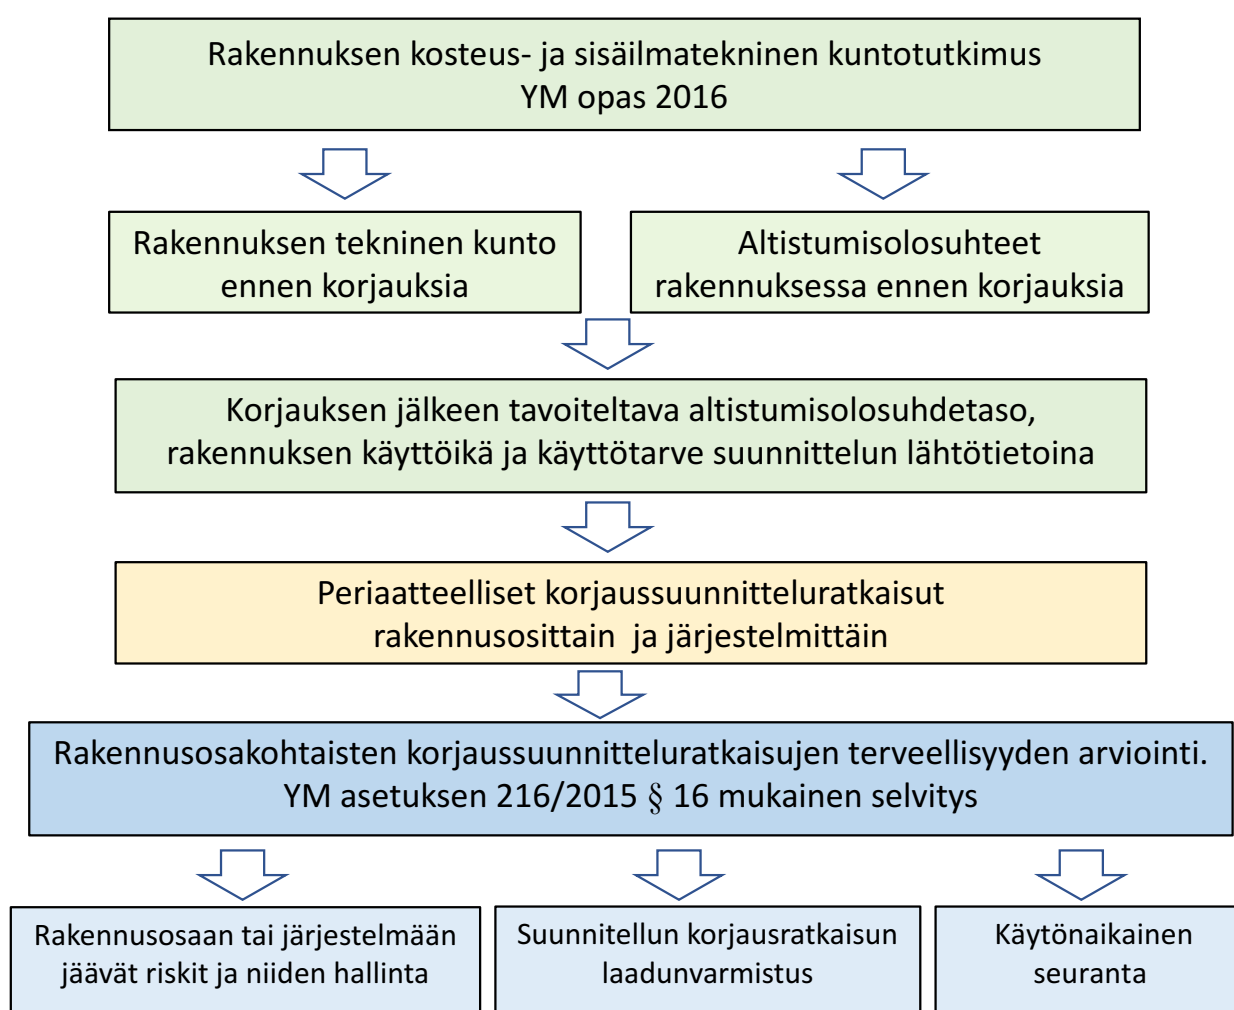 Rakennuksen kosteus- ja sisäilmatekninen kuntotutkimus
YM opas 2016
Rakennuksen tekninen kunto
ennen korjauksia
Altistumisolosuhteet
rakennuksessa ennen korjauksia
Korjauksen jälkeen tavoiteltava altistumisolosuhdetaso,
rakennuksen käyttöikä ja käyttötarve suunnittelun lähtötietoina
Periaatteelliset korjaussuunnitteluratkaisut
rakennusosittain ja järjestelmittäin
Rakennusosakohtaisten korjaussuunnitteluratkaisujen terveellisyyden arviointi.
YM asetuksen 216/2015 § 16 mukainen selvitys
Rakennusosaan tai järjestelmään
jäävät riskit ja niiden hallinta
Suunnitellun korjausratkaisun
laadunvarmistus
Käytönaikainen
seuranta